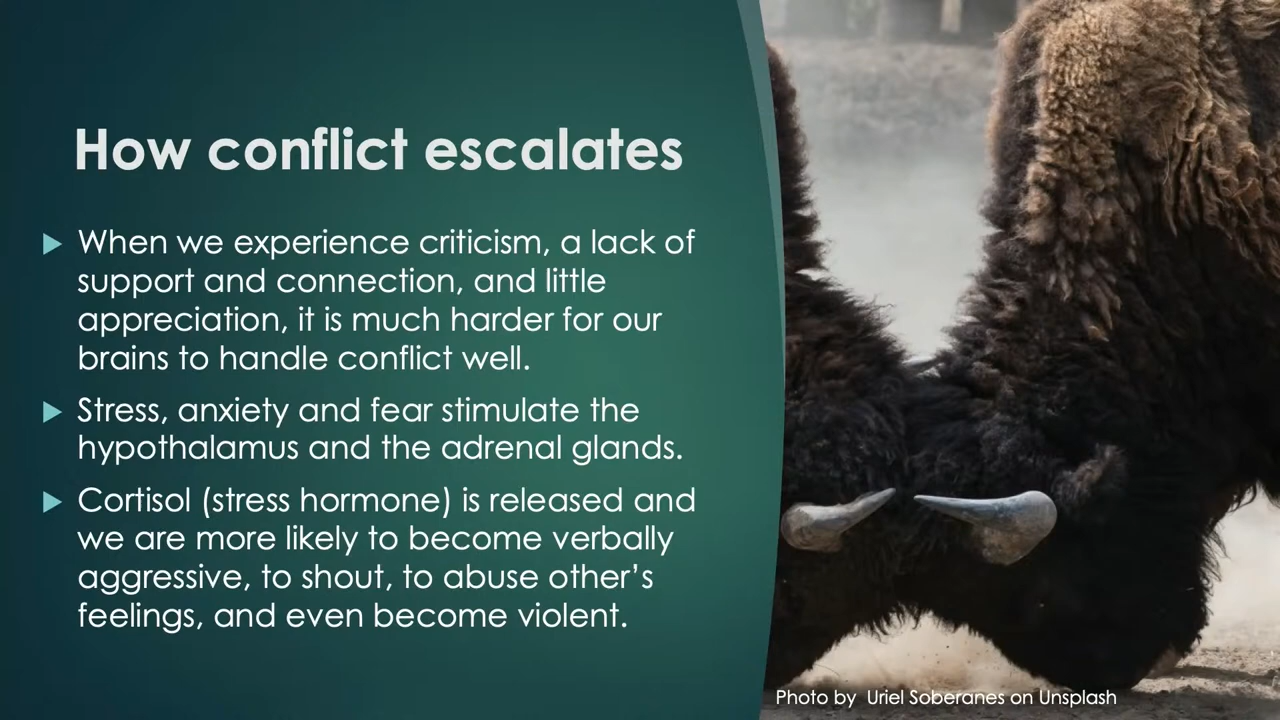 How conflict escalates
When we experience criticism, a lack of
support and connection, and little
appreciation, it is much harder for our
brains to handle conflict well.
Stress, anxiety and fear stimulate the
hypothalamus and the adrenal glands.
Cortisol (stress hormone) is released and
we are more likely to become verbally
aggressive, to shout, to abuse other’s
feelings, and even become violent.
Photo by  Uriel Soberanes on Unsplash